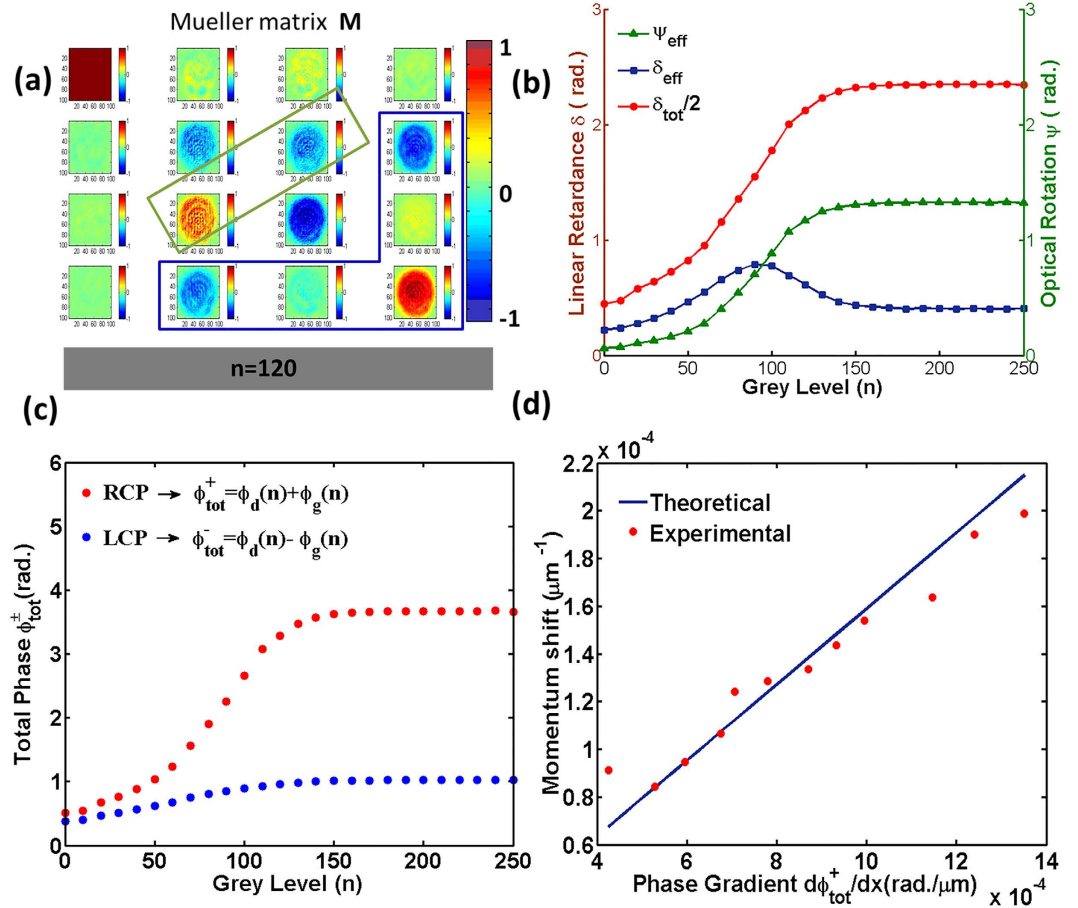 Mueller matrix M
(a)
1
0
-1
n=120
(b)
Linear Retardance δ ( rad.)
Optical Rotation ψ ( rad.)
3
2
1
0
3
2
1
0
Ψeff
δeff
δtot/2
0 50 100 150 200 250
Grey Level (n)
(c)
Total Phase ϕ±tot(rad.)
6
5
4
3
2
1
0
RCP → ϕ+tot=ϕd(n)+ϕg(n)
LCP → ϕ-tot=ϕd(n)- ϕg(n)
0 50 100 150 200 250
Grey Level (n)
(d)
x 10-4
Momentum shift (μm-1)
2.2
2
1.8
1.6
1.4
1.2
1
0.8
0.6
Theoretical
Experimental
4 6 8 10 12 14
Phase Gradient dϕ+tot/dx(rad./μm)
x 10-4